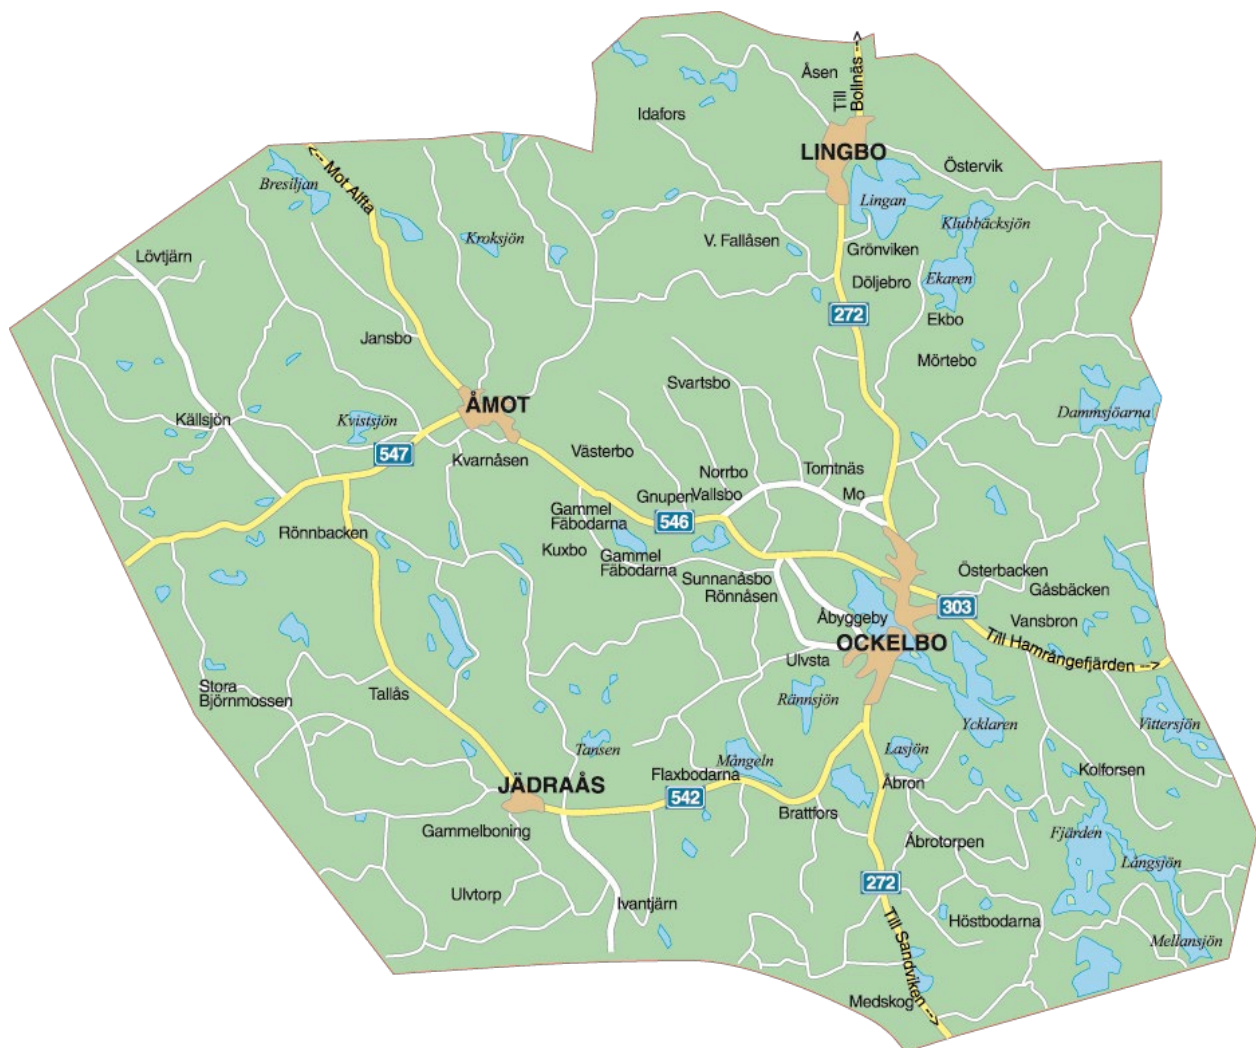 Åsen
Till
Bollnäs -->
Idafors
LINGBO
<-- Mot Alfta
Östervik
Bresiljan
Lingan
Klubbäcksjön
Kroksjön
V. Fallåsen
Grönviken
Lövtjärn
Döljebro
Ekaren
272
Ekbo
Jansbo
Mörtebo
Svartsbo
ÅMOT
Dammsjöarna
Källsjön
Kvistsjön
547
Kvarnåsen
Västerbo
Norrbo
Tomtnäs
Gnupen
Vallsbo
Mo
Gammel
Fäbodarna
546
Rönnbacken
Kuxbo
Gammel
Fäbodarna
Sunnanåsbo
Rönnåsen
Österbacken
Gåsbäcken
303
Åbyggeby
Vansbron
OCKELBO
Till Hamrångefjärden -->
Ulvsta
Stora
Björnmossen
Tallås
Rännsjön
Ycklaren
Vittersjön
Tansen
Mångeln
Lasjön
Flaxbodarna
Kolforsen
JÄDRAÅS
542
Åbron
Brattfors
Gammelboning
Åbrotorpen
Fjärden
Långsjön
272
Ulvtorp
Ivantjärn
Höstbodarna
Till Sandviken -->
Mellansjön
Medskog